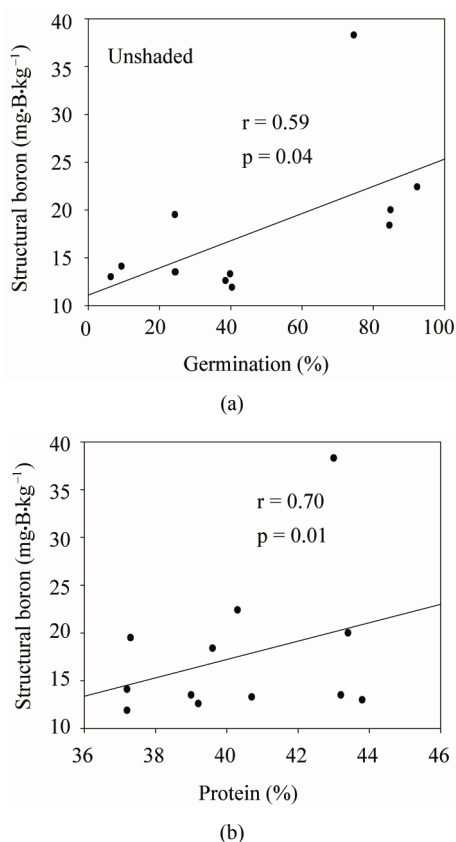 40
35
30
25
20
15
10
Structural boron (mg·B·kg⁻¹)
Unshaded
r = 0.59
p = 0.04
0 20 40 60 80 100
Germination (%)
(a)
40
35
30
25
20
15
10
Structural boron (mg·B·kg⁻¹)
r = 0.70
p = 0.01
36 38 40 42 44 46
Protein (%)
(b)